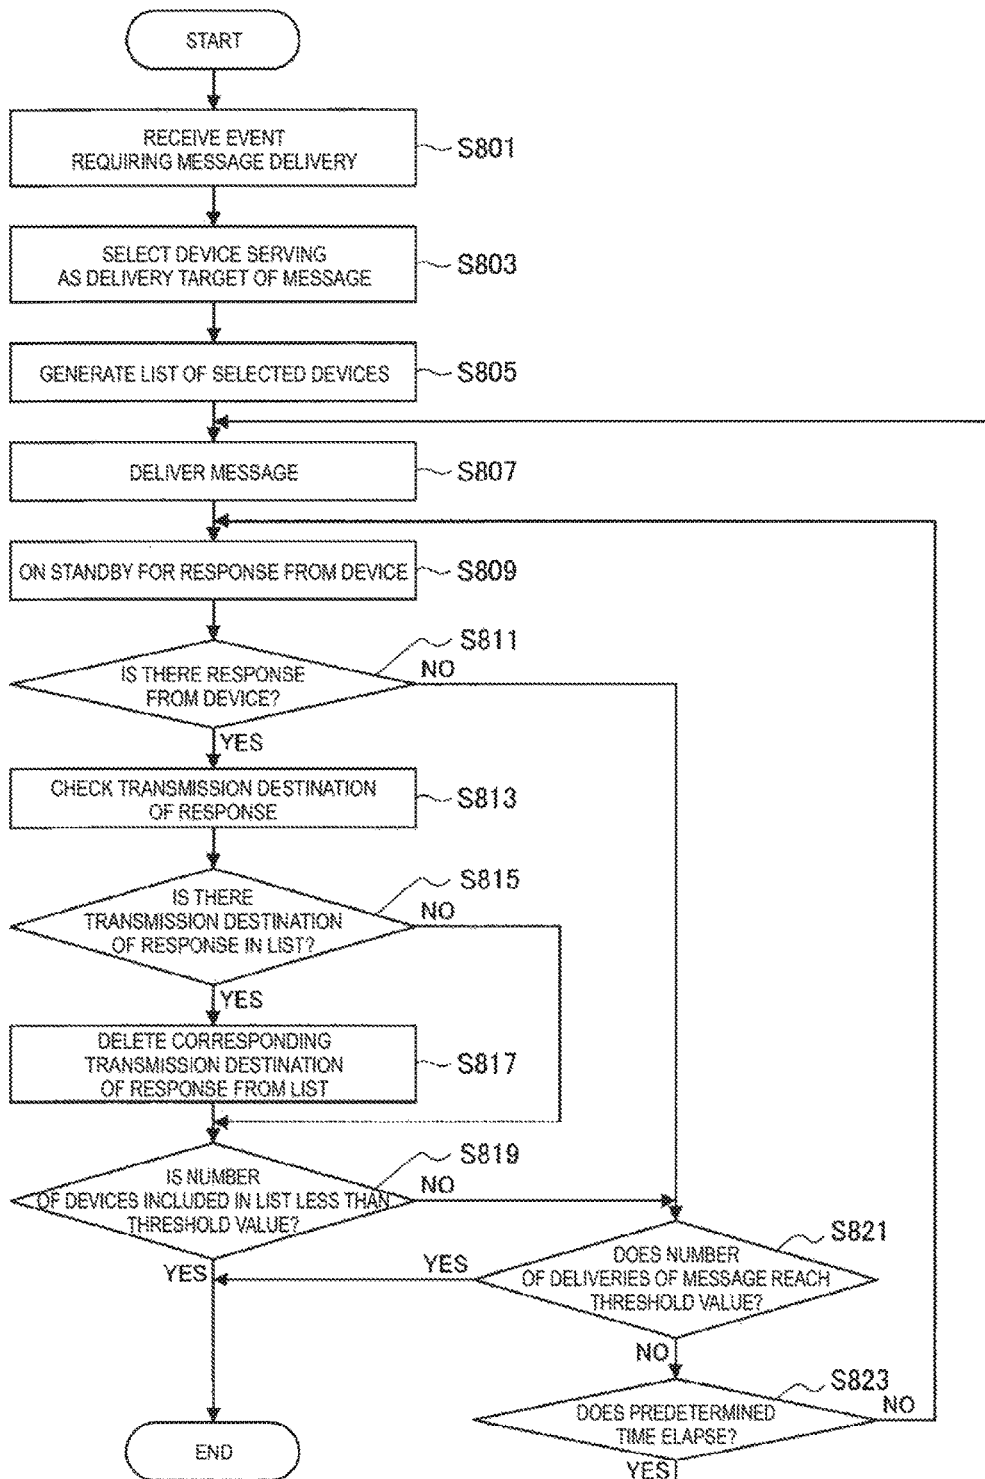 START
RECEIVE EVENT
REQUIRING MESSAGE DELIVERY
S801
SELECT DEVICE SERVING
AS DELIVERY TARGET OF MESSAGE
S803
GENERATE LIST OF SELECTED DEVICES
S805
DELIVER MESSAGE
S807
ON STANDBY FOR RESPONSE FROM DEVICE
S809
S811
IS THERE RESPONSE
FROM DEVICE?
NO
YES
CHECK TRANSMISSION DESTINATION
OF RESPONSE
S813
S815
IS THERE
TRANSMISSION DESTINATION
OF RESPONSE IN LIST?
NO
YES
DELETE CORRESPONDING
TRANSMISSION DESTINATION
OF RESPONSE FROM LIST
S817
S819
IS NUMBER
OF DEVICES INCLUDED IN LIST LESS THAN
THRESHOLD VALUE?
NO
YES
S821
DOES NUMBER
OF DELIVERIES OF MESSAGE REACH
THRESHOLD VALUE?
YES
NO
S823
DOES PREDETERMINED
TIME ELAPSE?
NO
YES
END